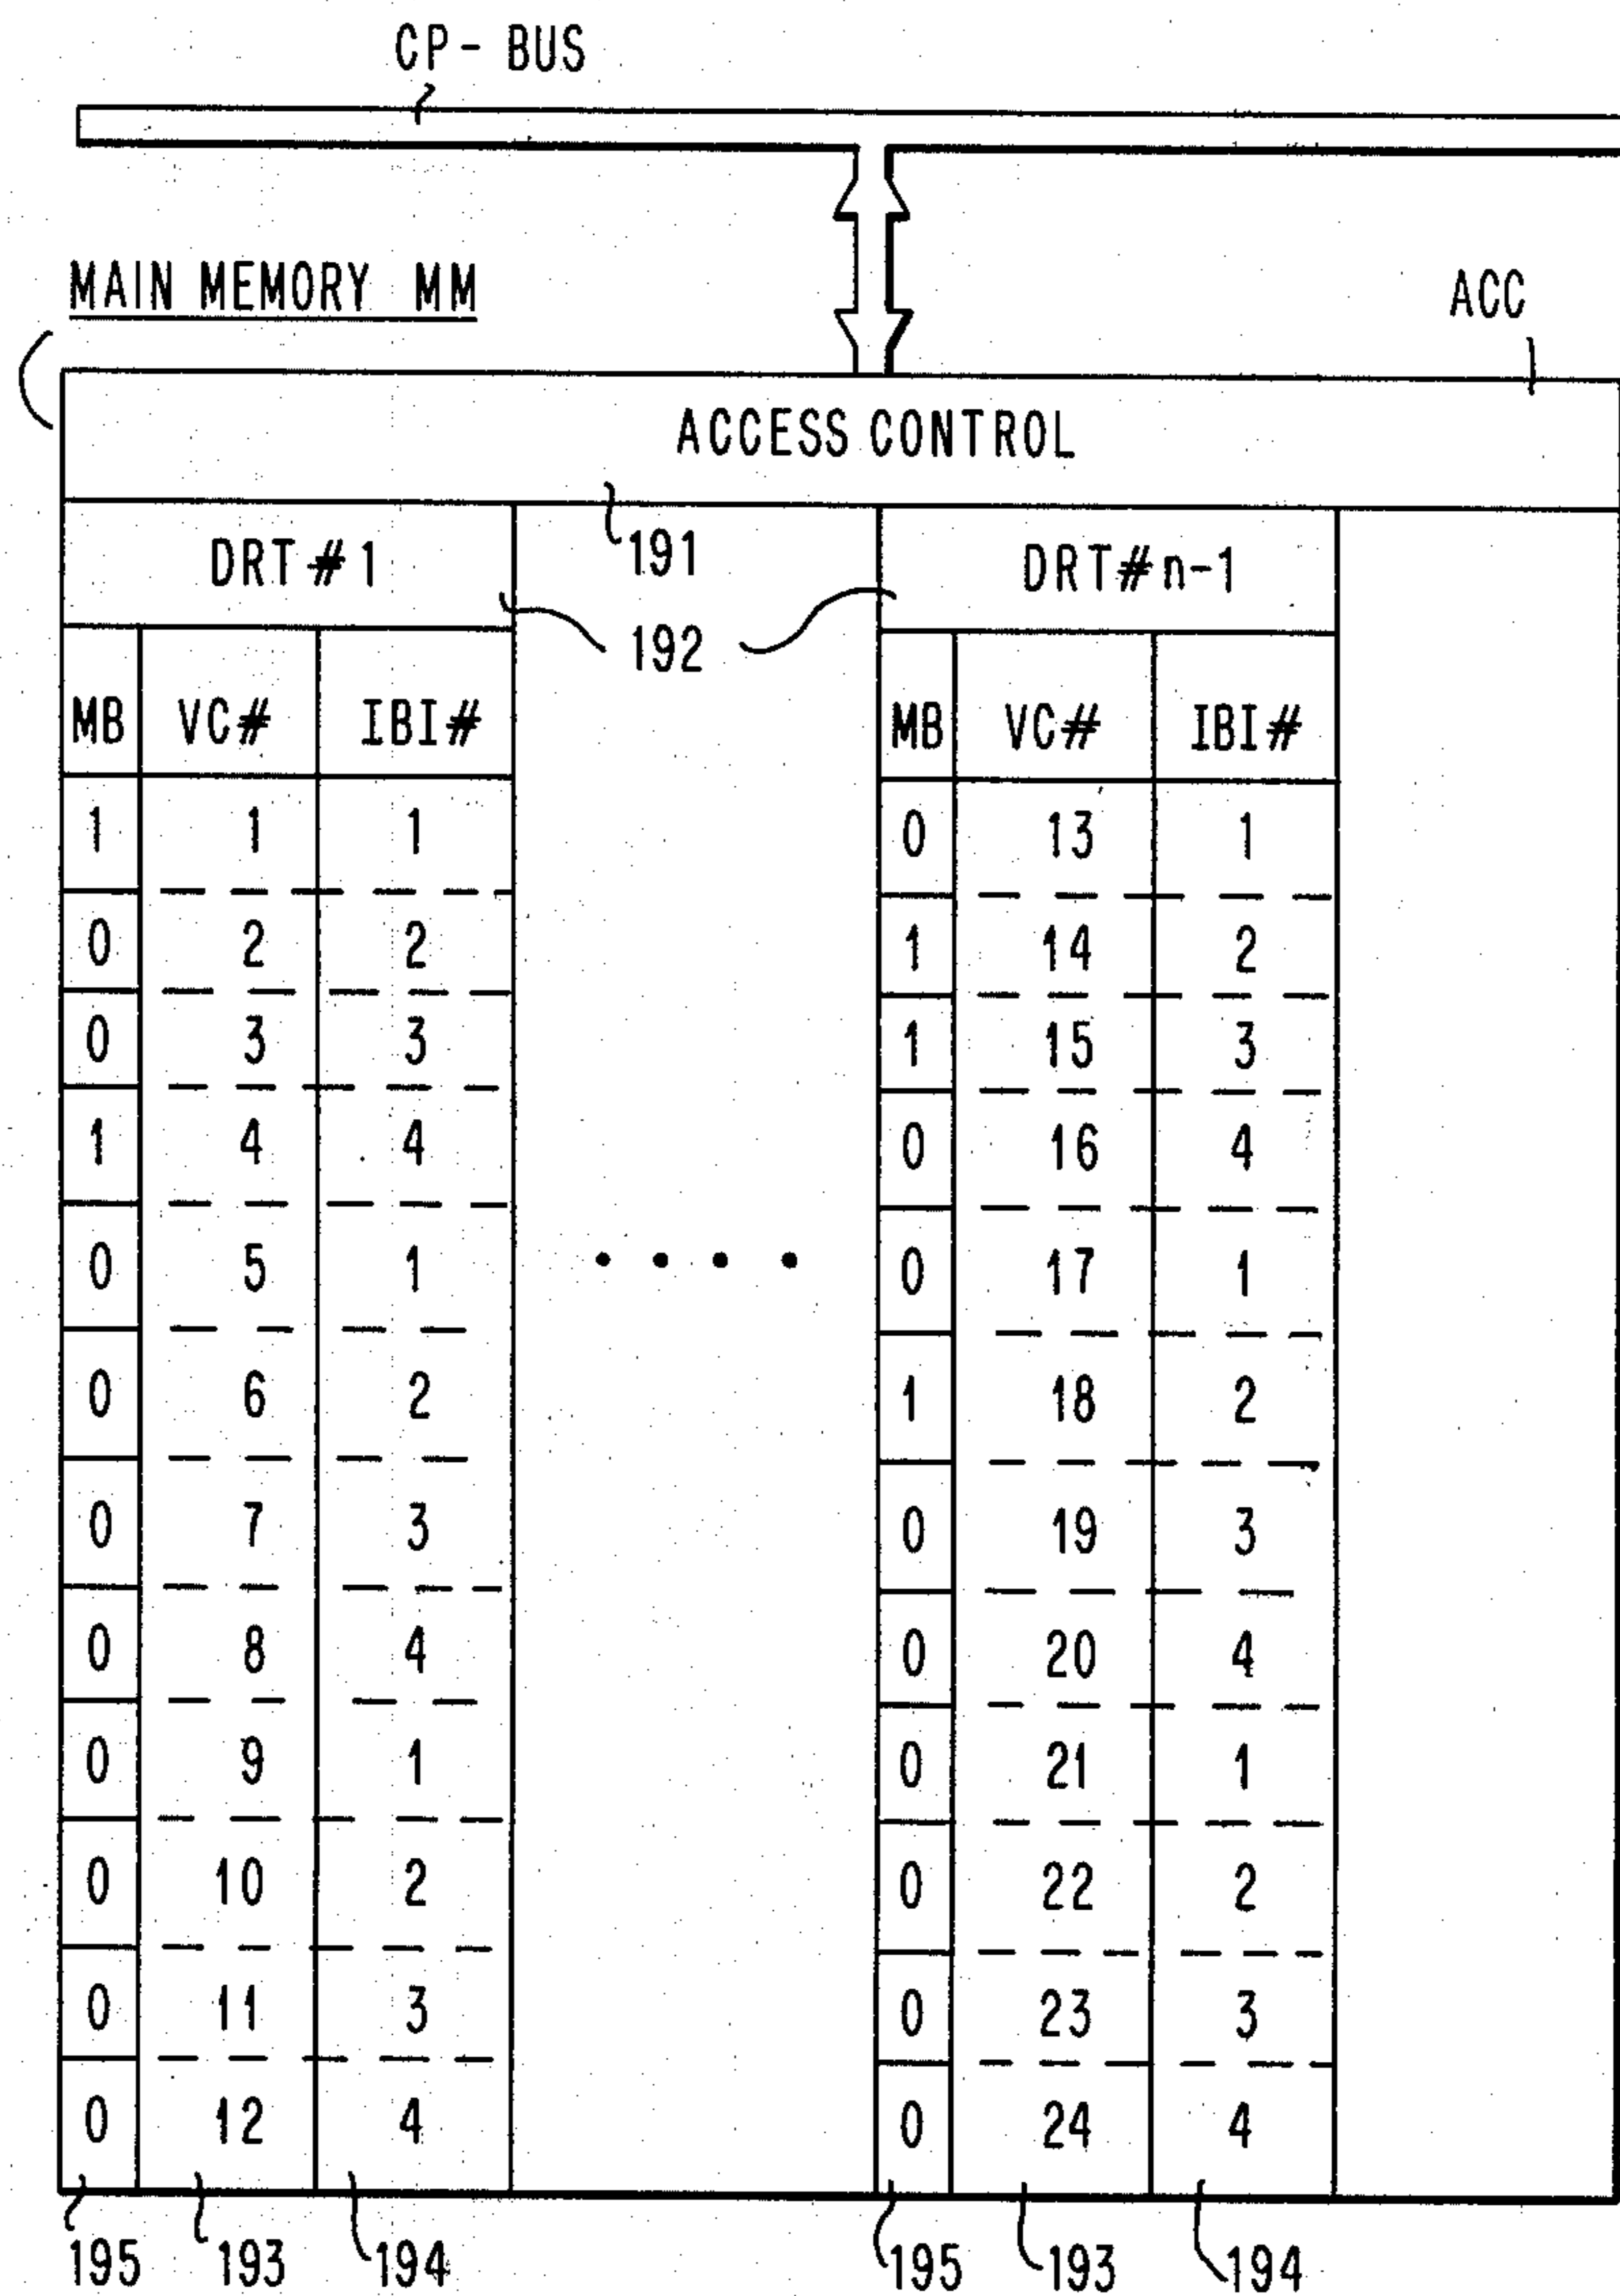 CP- BUS
MAIN MEMORY MM
ACC
ACCESS CONTROL
DRT#1
191
DRT#n-1
192
MB VC# IBI#
MB VC# IBI#
1 1 1
0 13 1
0 2 2
1 14 2
0 3 3
1 15 3
1 4 4
0 16 4
0 5 1
0 17 1
0 6 2
1 18 2
0 7 3
0 19 3
0 8 4
0 20 4
0 9 1
0 21 1
0 10 2
0 22 2
0 11 3
0 23 3
0 12 4
0 24 4
195 193 194
195 193 194